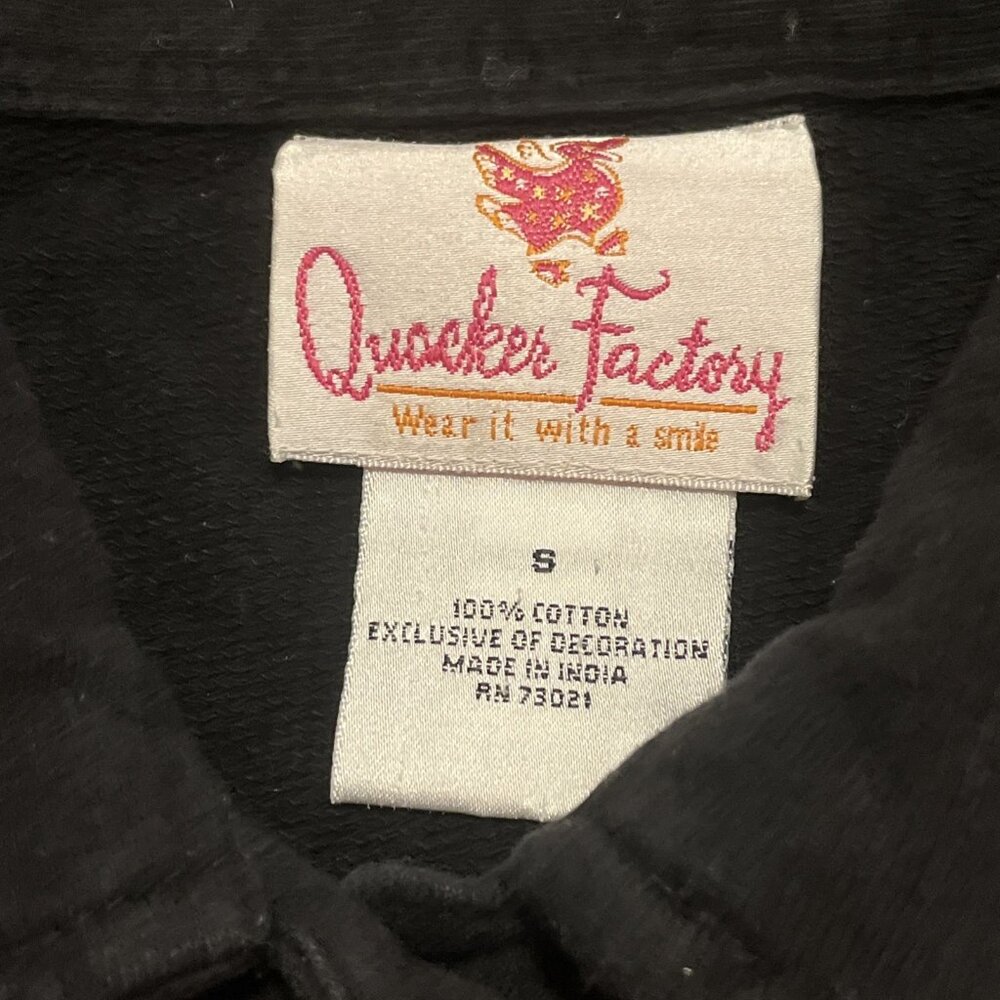 Quacker Factory
Wear it with a smile
S
100% COTTON
EXCLUSIVE OF DECORATION
MADE IN INDIA
RN 73021